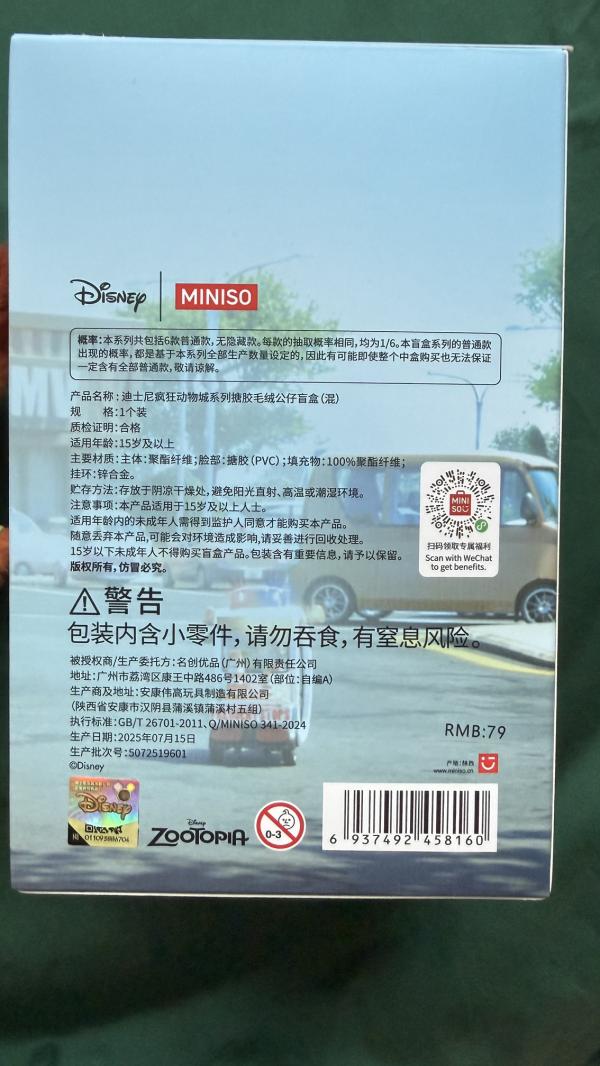 Disney | MINISO
概率:本系列共包括6款普通款,无隐藏款。每款的抽取概率相同,均为1/6。本盲盒系列的普通款
出现的概率,都是基于本系列全部生产数量设定的,因此有可能即使整个中盒购买也无法保证
一定含有全部普通款,敬请谅解。
产品名称:迪士尼疯狂动物城系列搪胶毛绒公仔盲盒(混)
规 格:1个装
质检证明:合格
适用年龄:15岁及以上
主要材质:主体:聚酯纤维;脸部:搪胶(PVC);填充物:100%聚酯纤维;
挂环:锌合金。
贮存方法:存放于阴凉干燥处,避免阳光直射、高温或潮湿环境。
注意事项:本产品适用于15岁及以上人士。
适用年龄内的未成年人需得到监护人同意才能购买本产品。
随意丢弃本产品,可能会对环境造成影响,请妥善进行回收处理。
15岁以下未成年人不得购买盲盒产品。包装含有重要信息,请予以保留。
版权所有,仿冒必究。
MINI
SO
扫码领取专属福利
Scan with WeChat
to get benefits.
警告
包装内含小零件,请勿吞食,有窒息风险。
被授权商/生产委托方:名创优品(广州)有限责任公司
地址:广州市荔湾区康王中路486号1402室(部位:自编A)
生产商及地址:安康伟高玩具制造有限公司
(陕西省安康市汉阴县蒲溪镇蒲溪村五组)
执行标准:GB/T 26701-2011、Q/MINISO 341-2024
生产日期:2025年07月15日
生产批次号:5072519601
©Disney
RMB:79
产地:陕西
www.miniso.cn
Disney
011093886704
Disney
ZOOTOPIA
0-3
6 937492 458160